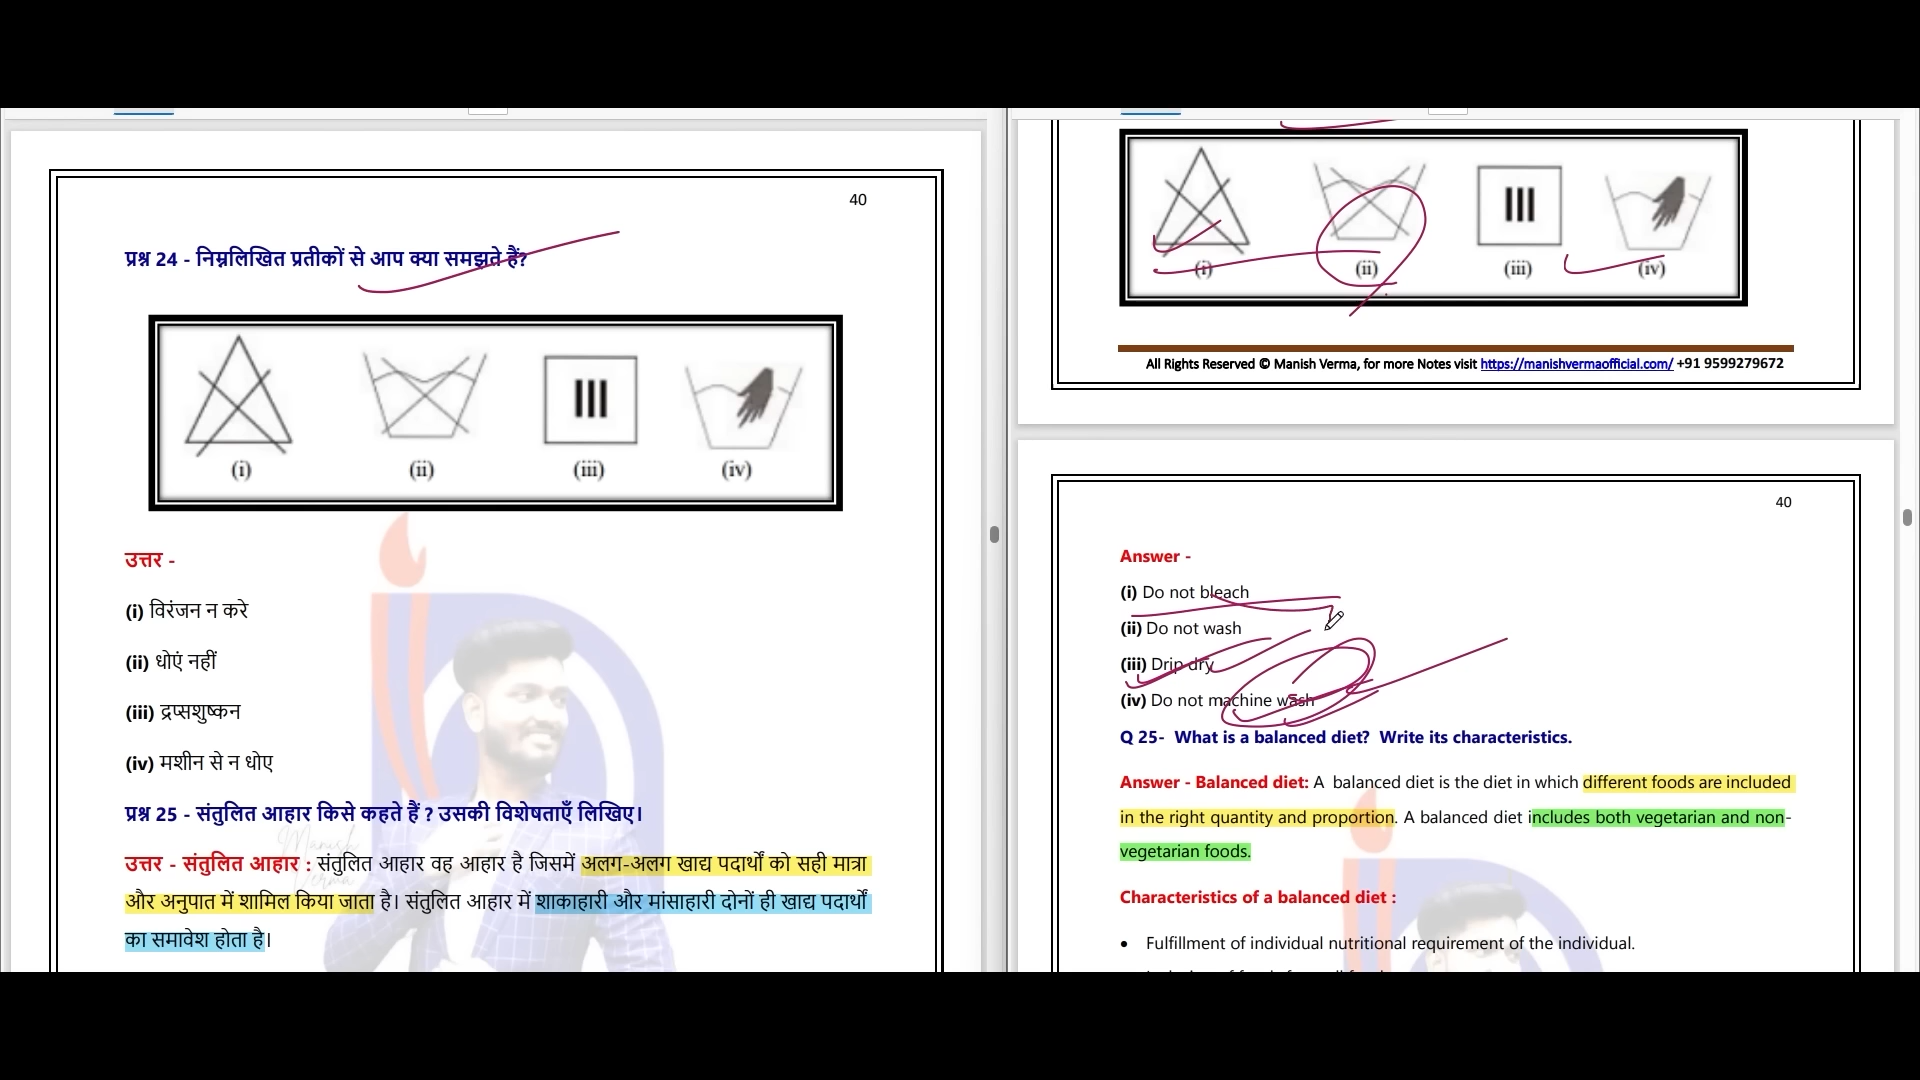 40
प्रश्न 24 - निम्नलिखित प्रतीकों से आप क्या समझते हैं?
(i) (ii) (iii) (iv)
उत्तर -
(i) विरंजन न करे
(ii) धोएं नहीं
(iii) द्रप्सशुष्कन
(iv) मशीन से न धोए
प्रश्न 25 - संतुलित आहार किसे कहते हैं ? उसकी विशेषताएँ लिखिए।
उत्तर - संतुलित आहार : संतुलित आहार वह आहार है जिसमें अलग-अलग खाद्य पदार्थों को सही मात्रा
और अनुपात में शामिल किया जाता है। संतुलित आहार में शाकाहारी और मांसाहारी दोनों ही खाद्य पदार्थों
का समावेश होता है।
Manish
Verma
(i) (ii) (iii) (iv)
All Rights Reserved © Manish Verma, for more Notes visit https://manishvermaofficial.com/ +91 9599279672
40
Answer -
(i) Do not bleach
(ii) Do not wash
(iii) Drip dry
(iv) Do not machine wash
Q 25- What is a balanced diet? Write its characteristics.
Answer - Balanced diet: A balanced diet is the diet in which different foods are included
in the right quantity and proportion. A balanced diet includes both vegetarian and non-
vegetarian foods.
Characteristics of a balanced diet :
• Fulfillment of individual nutritional requirement of the individual.